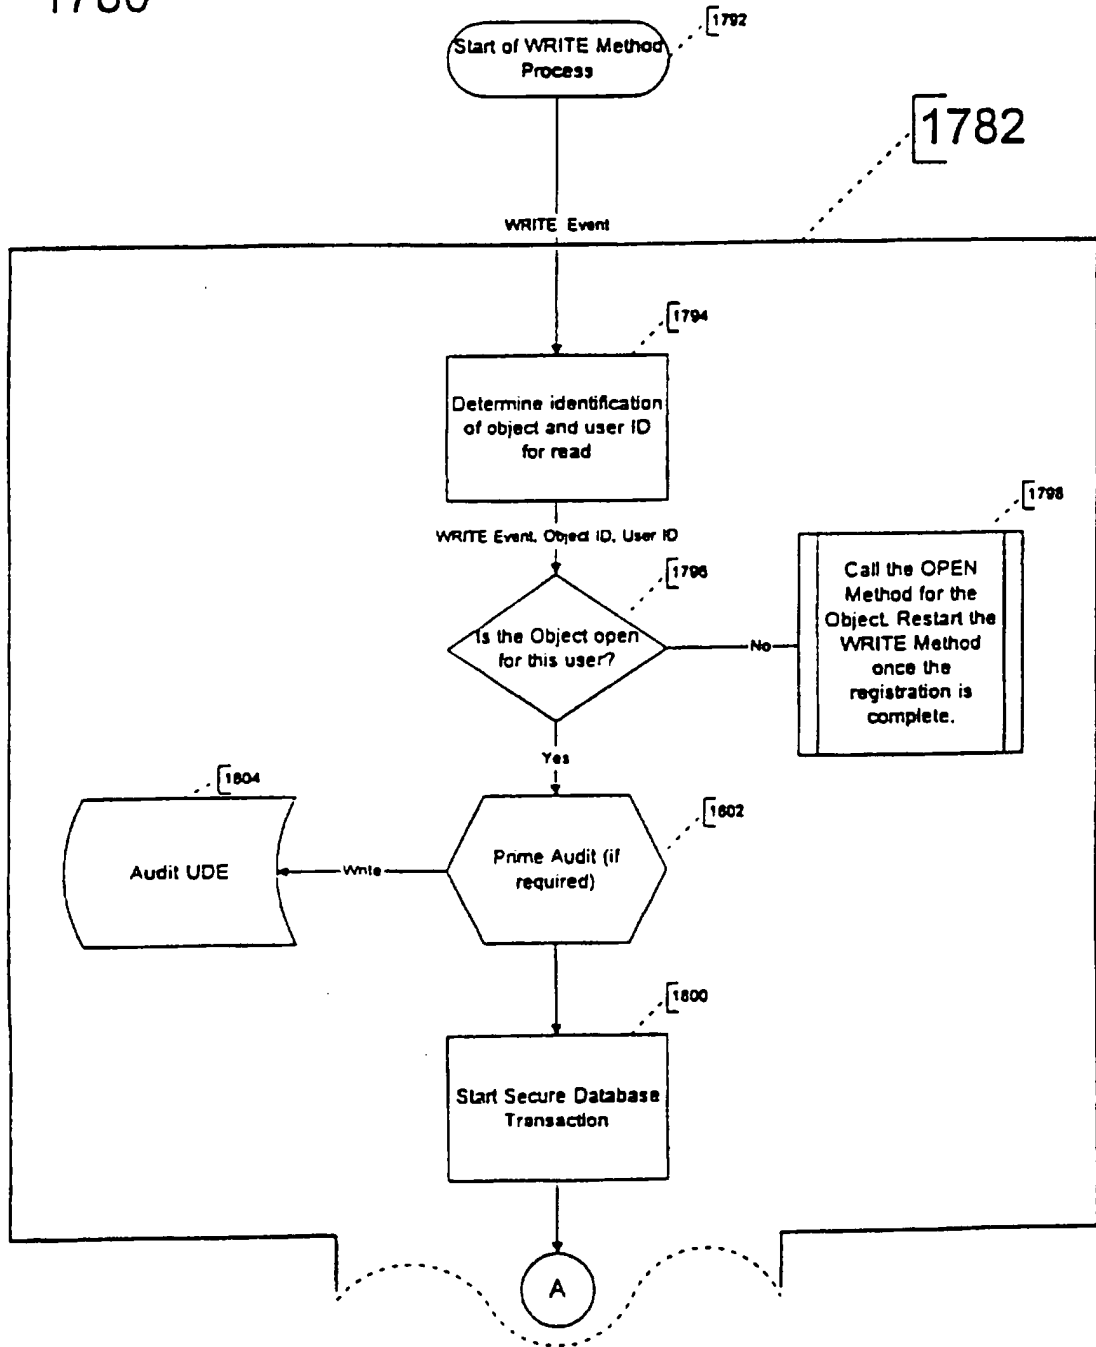 1780
1792
Start of WRITE Method
Process
1782
WRITE Event
1794
Determine identification
of object and user ID
for read
WRITE Event, Object ID, User ID
1796
Is the Object open
for this user?
No
1798
Call the OPEN
Method for the
Object. Restart the
WRITE Method
once the
registration is
complete.
Yes
1804
Audit UDE
Write
1802
Prime Audit (if
required)
1800
Start Secure Database
Transaction
A